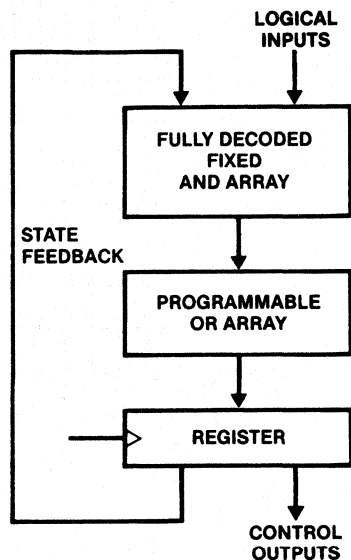 LOGICAL
INPUTS
FULLY DECODED
FIXED
AND ARRAY
STATE
FEEDBACK
PROGRAMMABLE
OR ARRAY
REGISTER
CONTROL
OUTPUTS